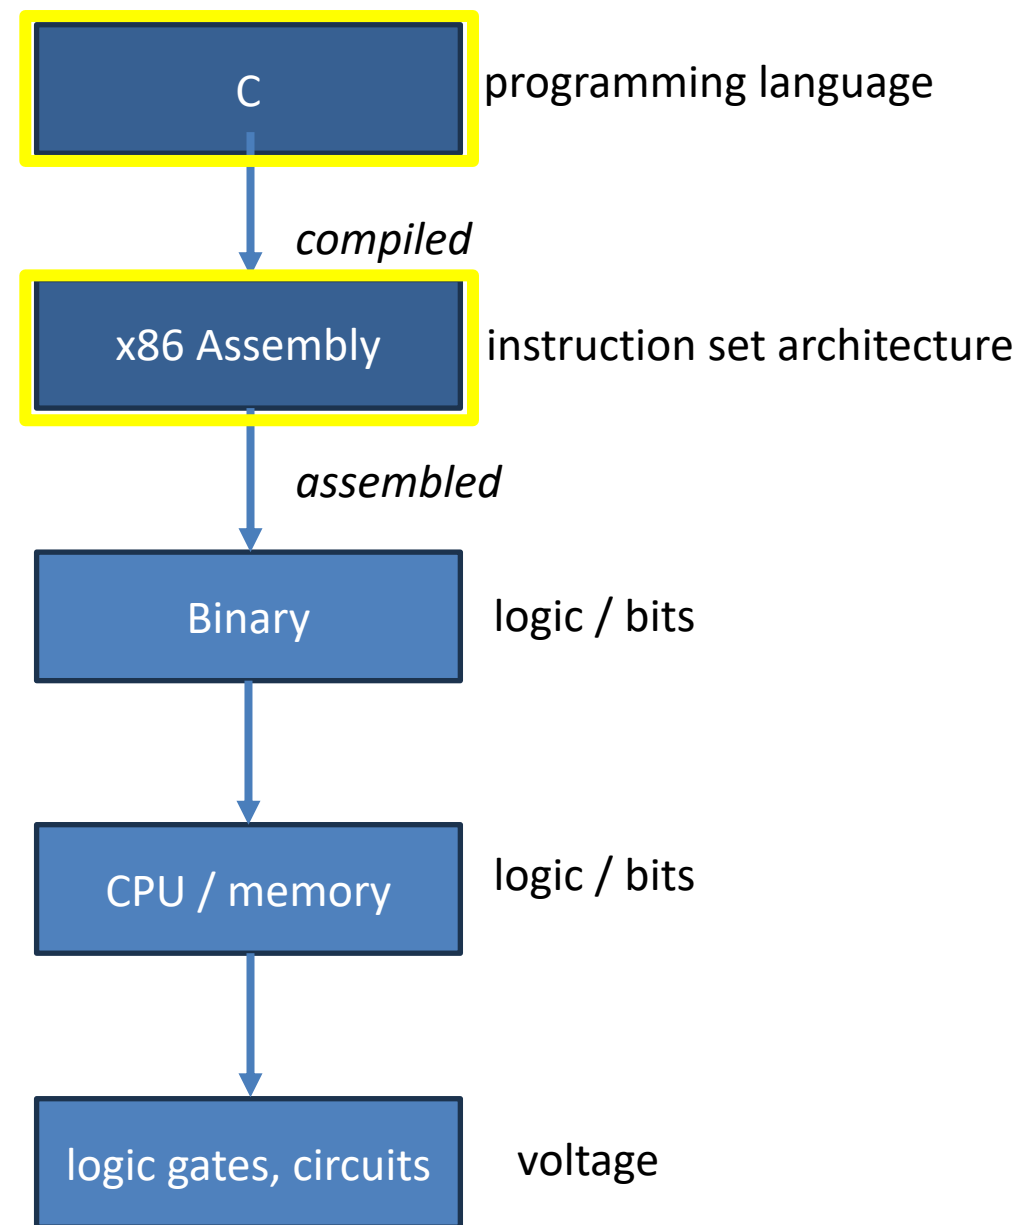 C
programming language
compiled
x86 Assembly
instruction set architecture
assembled
Binary
logic / bits
CPU / memory
logic / bits
logic gates, circuits
voltage